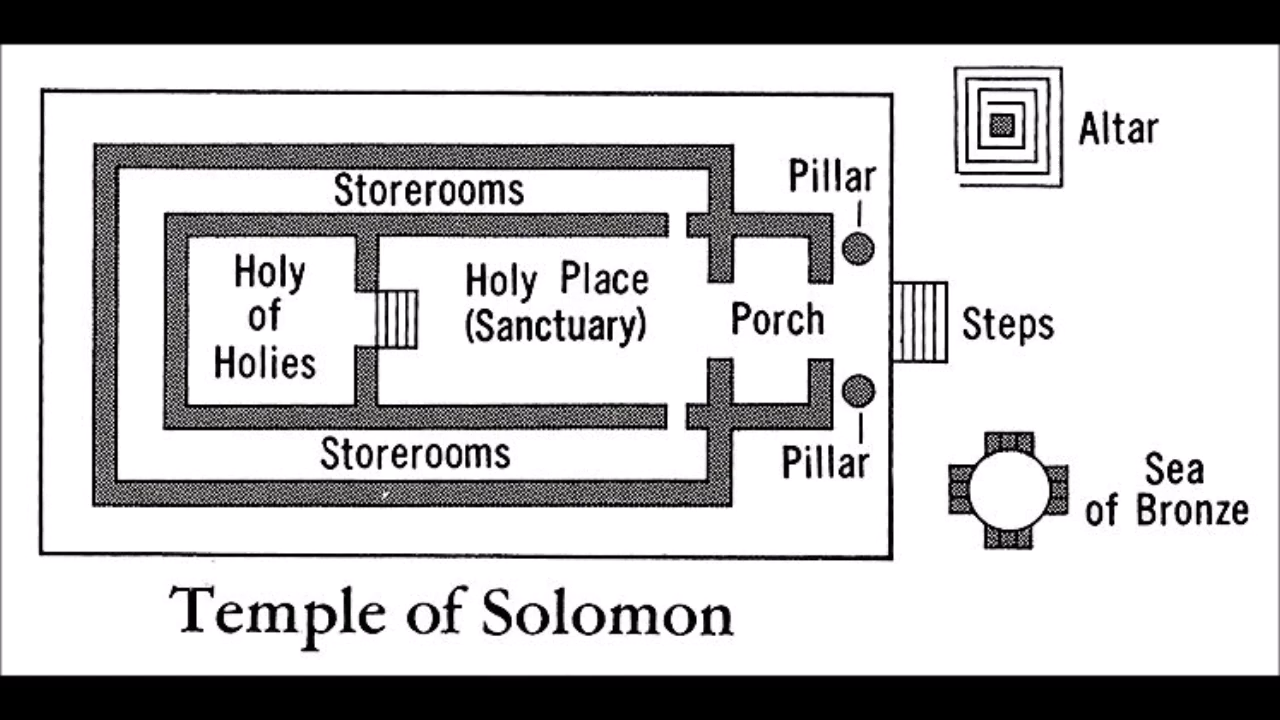 Altar
Pillar
Storerooms
Holy
of
Holies
Holy Place
(Sanctuary)
Porch
Steps
Storerooms
Pillar
Sea
of Bronze
Temple of Solomon